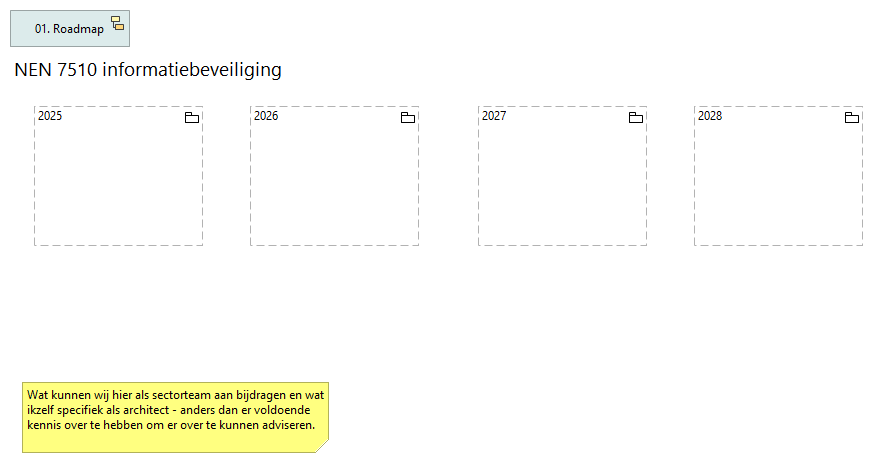 01. Roadmap
NEN 7510 informatiebeveiliging
2025
2026
2027
2028
Wat kunnen wij hier als sectorteam aan bijdragen en wat
ikzelf specifiek als architect - anders dan er voldoende
kennis over te hebben om er over te kunnen adviseren.